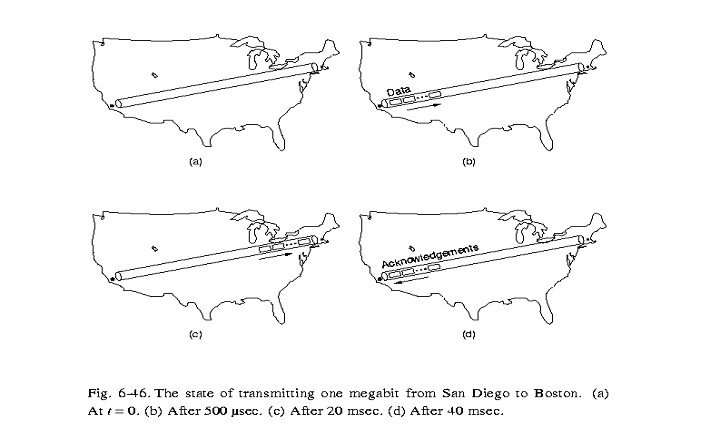 Data
(a)
(b)
Acknowledgements
(c)
(d)
Fig. 6-46. The state of transmitting one megabit from San Diego to Boston. (a)
At t = 0. (b) After 500 μsec. (c) After 20 msec. (d) After 40 msec.